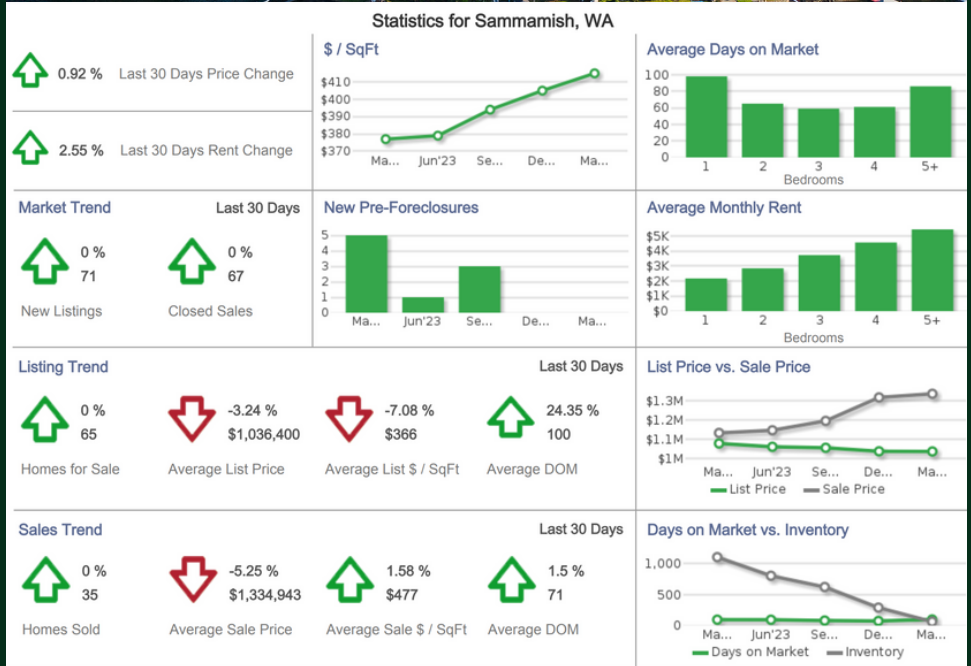 Statistics for Sammamish, WA
0.92 % Last 30 Days Price Change
2.55 % Last 30 Days Rent Change
$ / SqFt
$410
$400
$390
$380
$370
Ma... Jun'23 Se... De... Ma...
Average Days on Market
100
80
60
40
20
0
1 2 3 4 5+
Bedrooms
Market Trend Last 30 Days
0 % 0 %
71 67
New Listings Closed Sales
New Pre-Foreclosures
5
4
3
2
1
0
Ma... Jun'23 Se... De... Ma...
Average Monthly Rent
$5K
$4K
$3K
$2K
$1K
$0
1 2 3 4 5+
Bedrooms
Listing Trend Last 30 Days
0 % -3.24 % -7.08 % 24.35 %
65 $1,036,400 $366 100
Homes for Sale Average List Price Average List $ / SqFt Average DOM
List Price vs. Sale Price
$1.3M
$1.2M
$1.1M
$1M
Ma... Jun'23 Se... De... Ma...
List Price Sale Price
Sales Trend Last 30 Days
0 % -5.25 % 1.58 % 1.5 %
35 $1,334,943 $477 71
Homes Sold Average Sale Price Average Sale $ / SqFt Average DOM
Days on Market vs. Inventory
1,000
500
0
Ma... Jun'23 Se... De... Ma...
Days on Market Inventory